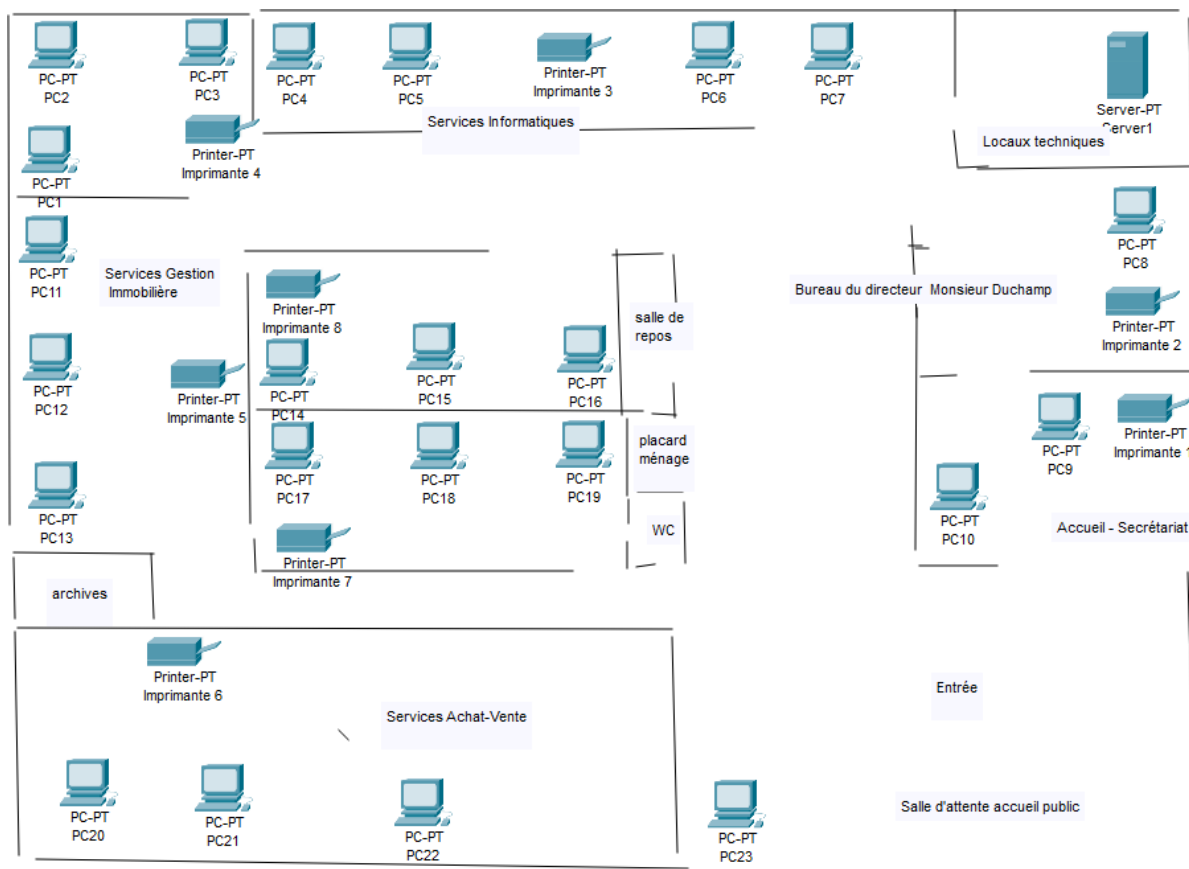 PC-PT
PC2
PC-PT
PC3
PC-PT
PC4
PC-PT
PC5
Printer-PT
Imprimante 3
PC-PT
PC6
PC-PT
PC7
Server-PT
Server1
Services Informatiques
Locaux techniques
Printer-PT
Imprimante 4
PC-PT
PC1
PC-PT
PC11
Services Gestion
Immobilière
PC-PT
PC8
Bureau du directeur Monsieur Duchamp
Printer-PT
Imprimante 8
salle de
repos
Printer-PT
Imprimante 2
PC-PT
PC12
Printer-PT
Imprimante 5
PC-PT
PC14
PC-PT
PC15
PC-PT
PC16
placard
ménage
PC-PT
PC9
Printer-PT
Imprimante 1
PC-PT
PC17
PC-PT
PC18
PC-PT
PC19
PC-PT
PC13
WC
PC-PT
PC10
Accueil - Secrétariat
Printer-PT
Imprimante 7
archives
Printer-PT
Imprimante 6
Entrée
Services Achat-Vente
PC-PT
PC20
PC-PT
PC21
PC-PT
PC22
PC-PT
PC23
Salle d'attente accueil public